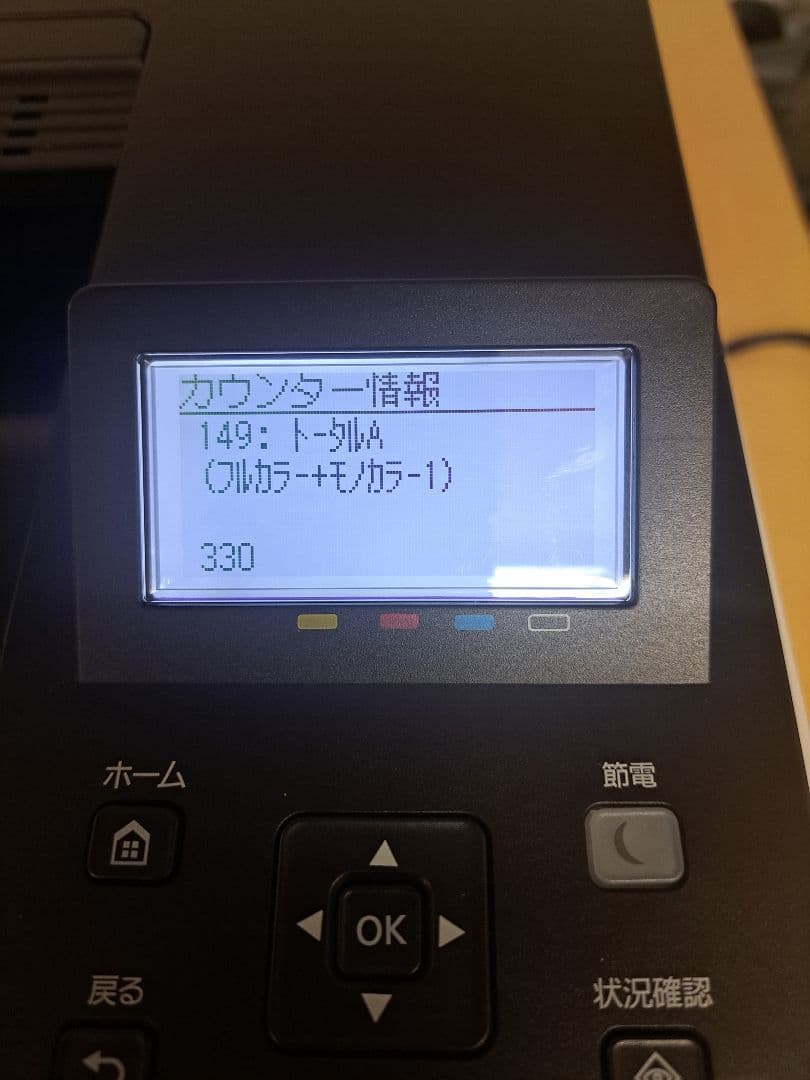 カウンター情報
149: トータルA
(フルカラー+モノカラー1)
330
ホーム
節電
OK
戻る
状況確認